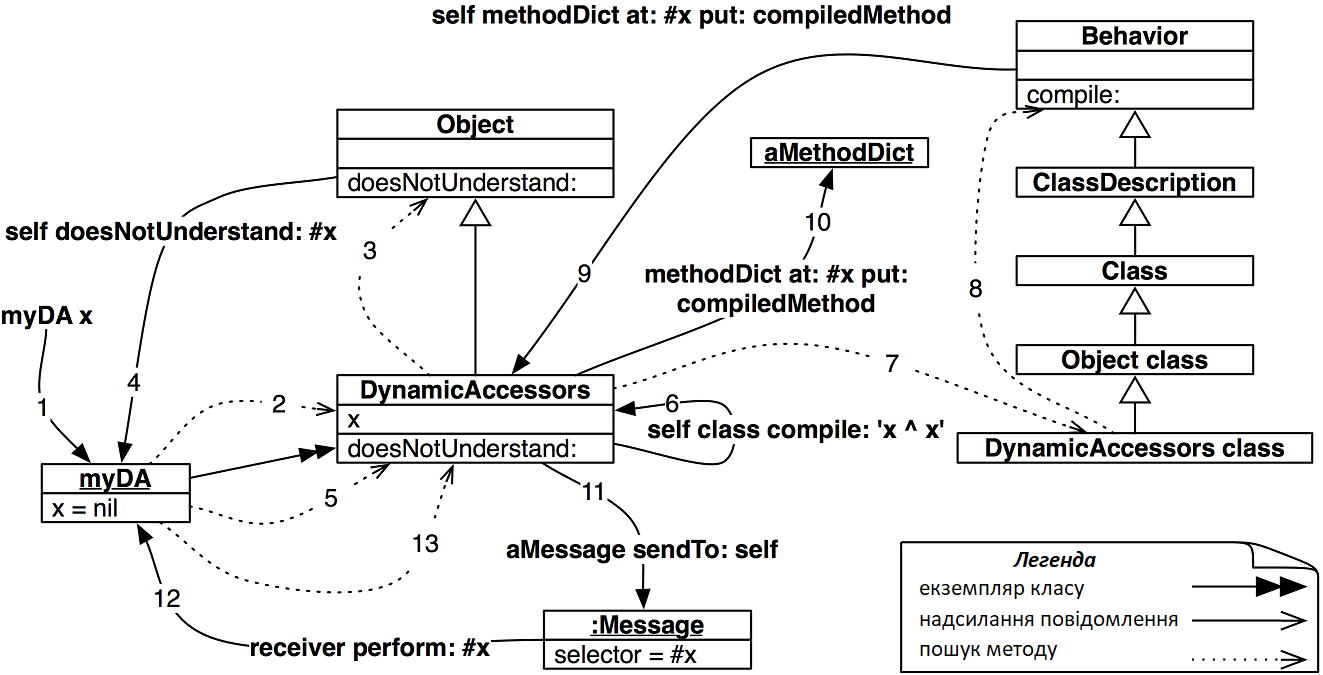 self methodDict at: #x put: compiledMethod
Behavior
compile:
Object
doesNotUnderstand:
aMethodDict
ClassDescription
self doesNotUnderstand: #x
3
10
9
methodDict at: #x put:
compiledMethod
Class
8
myDA x
Object class
4
1
2
DynamicAccessors
x
doesNotUnderstand:
7
6
self class compile: 'x ^ x'
DynamicAccessors class
myDA
x = nil
5
11
13
aMessage sendTo: self
12
:Message
selector = #x
receiver perform: #x
Легенда
екземпляр класу
надсилання повідомлення
пошук методу